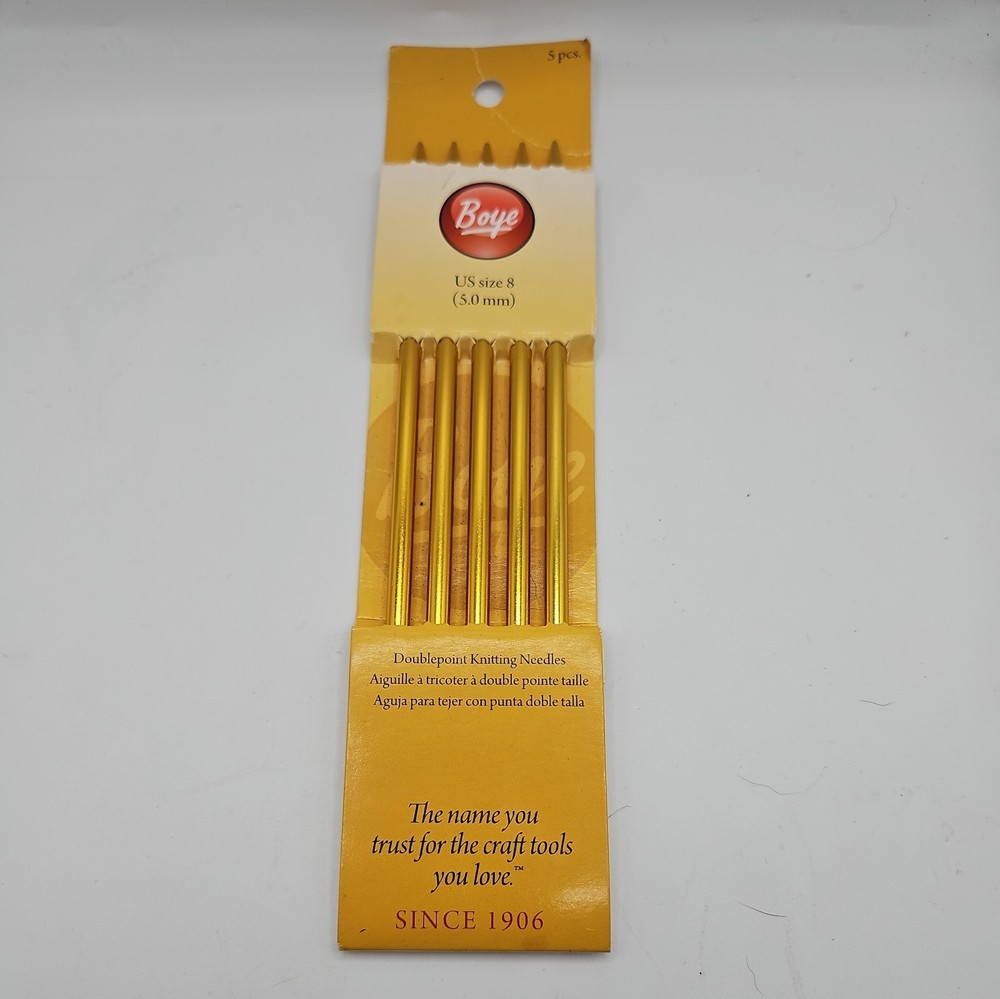 5 pcs.
Boye
US size 8
(5.0 mm)
Boye
Doublepoint Knitting Needles
Aiguille à tricoter à double pointe taille
Aguja para tejer con punta doble talla
The name you
trust for the craft tools
you love.™
SINCE 1906